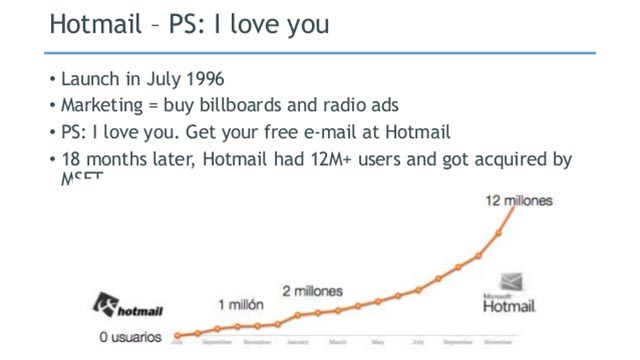 Hotmail – PS: I love you
• Launch in July 1996
• Marketing = buy billboards and radio ads
• PS: I love you. Get your free e-mail at Hotmail
• 18 months later, Hotmail had 12M+ users and got acquired by
MSFT
12 millones
2 millones
1 millón
hotmail
Microsoft
Hotmail
0 usuarios
July September November January March May July September November